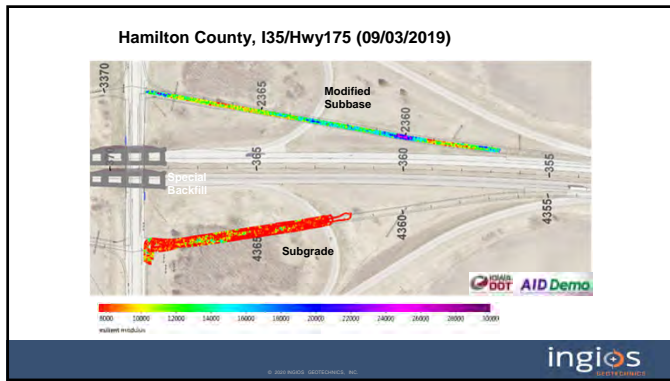 Hamilton County, I35/Hwy175 (09/03/2019)
3370
2365
Modified
Subbase
2360
365
360
355
Special
Backfill
4365
4360
4355
Subgrade
IOWA
DOT AID Demo
8000 10000 12000 14000 16000 18000 20000 22000 24000 26000 28000 30000
modulus
ingios
GEOTECHNICS
© 2020 INGIOS GEOTECHNICS, INC.